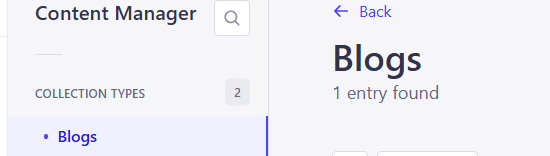 Content Manager
COLLECTION TYPES
2
Blogs
Back
Blogs
1 entry found